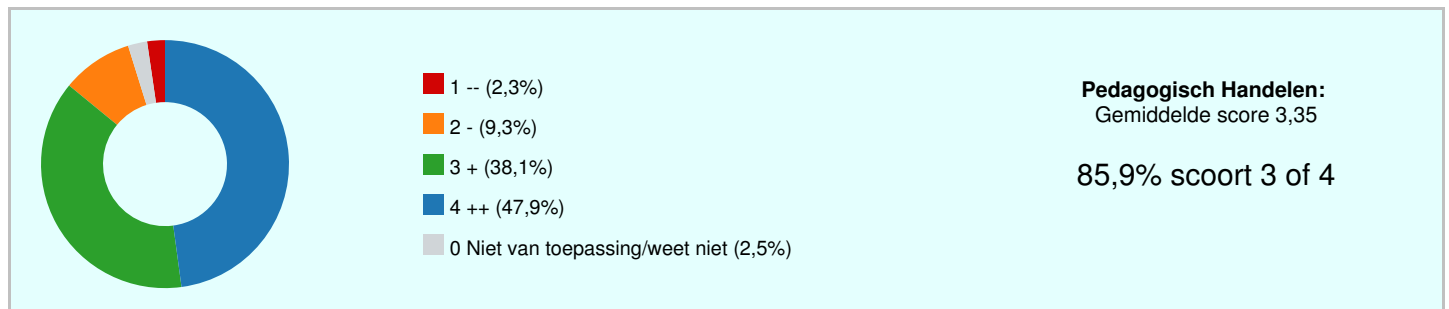 1 -- (2,3%)
2 - (9,3%)
3 + (38,1%)
4 ++ (47,9%)
0 Niet van toepassing/weet niet (2,5%)
Pedagogisch Handelen:
Gemiddelde score 3,35
85,9% scoort 3 of 4